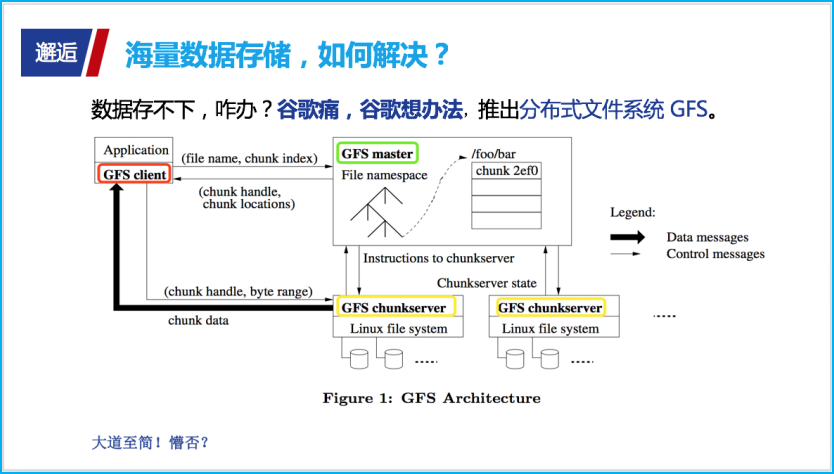 邂逅
海量数据存储，如何解决？
数据存不下，咋办？谷歌痛，谷歌想办法，推出分布式文件系统 GFS。
Application
GFS client
(file name, chunk index)
(chunk handle,
chunk locations)
GFS master
File namespace
/foo/bar
chunk 2ef0
Legend:
Data messages
Control messages
Instructions to chunkserver
Chunkserver state
(chunk handle, byte range)
chunk data
GFS chunkserver
Linux file system
GFS chunkserver
Linux file system
Figure 1: GFS Architecture
大道至简！懵否？